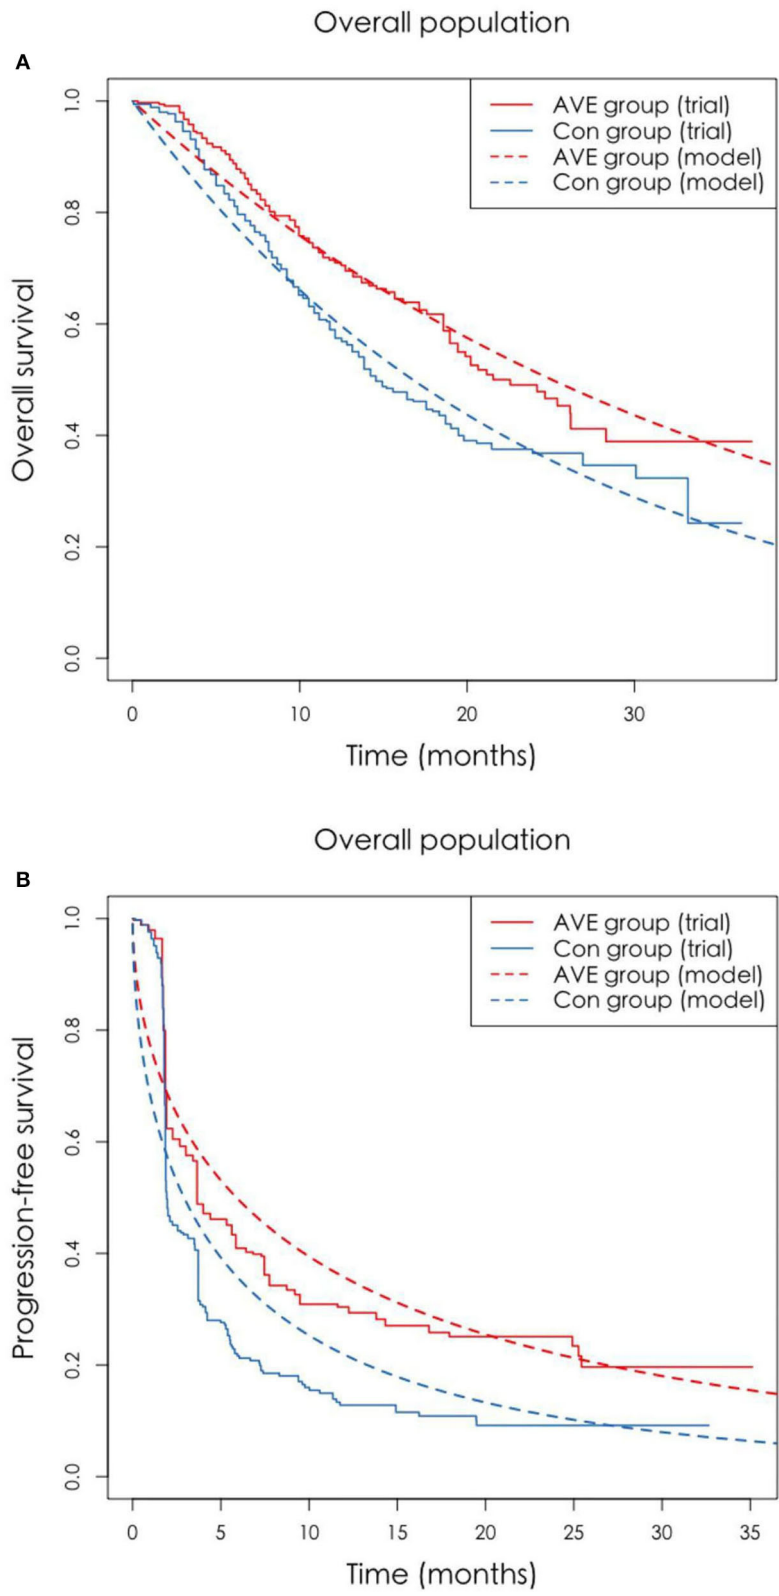 Overall population
A
AVE group (trial)
Con group (trial)
AVE group (model)
Con group (model)
Overall survival
1.0
0.8
0.6
0.4
0.2
0.0
0 10 20 30
Time (months)
Overall population
B
AVE group (trial)
Con group (trial)
AVE group (model)
Con group (model)
Progression-free survival
1.0
0.8
0.6
0.4
0.2
0.0
0 5 10 15 20 25 30 35
Time (months)